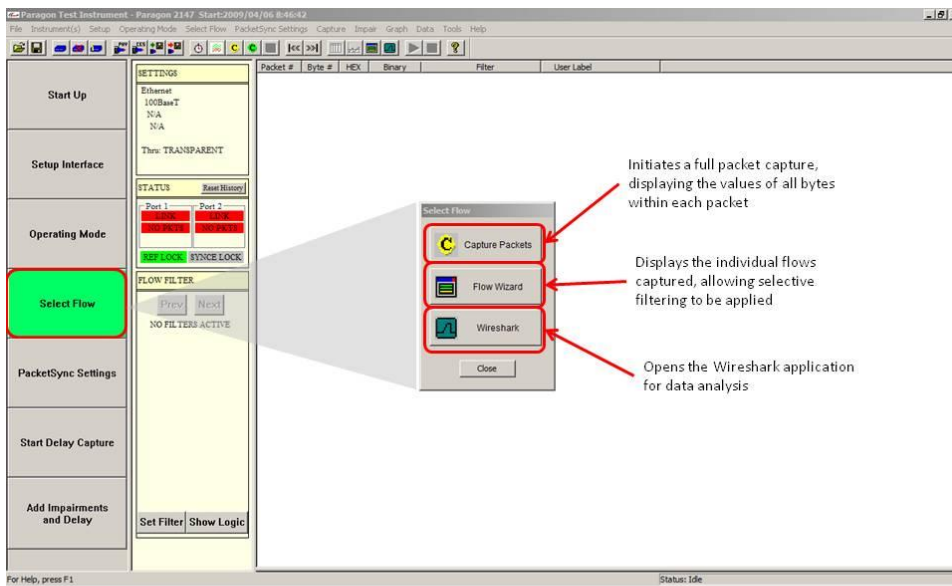 Paragon Test Instrument - Paragon 2147 Start:2009/04/06 8:46:42
File Instrument(s) Setup Operating Mode Select Flow PacketSync Settings Capture Impair Graph Data Tools Help
Packet # Byte # HEX Binary Filter User Label
Start Up
Setup Interface
Operating Mode
Select Flow
PacketSync Settings
Start Delay Capture
Add Impairments
and Delay
SETTINGS
Ethernet
100BaseT
N/A
N/A
Thru: TRANSPARENT
STATUS Reset History
Port 1 Port 2
LINK LINK
NO PKTS NO PKTS
REF LOCK SYNCE LOCK
FLOW FILTER
Prev Next
NO FILTERS ACTIVE
Set Filter Show Logic
Select Flow
C Capture Packets
Flow Wizard
Wireshark
Close
Initiates a full packet capture,
displaying the values of all bytes
within each packet
Displays the individual flows
captured, allowing selective
filtering to be applied
Opens the Wireshark application
for data analysis
For Help, press F1
Status: Idle